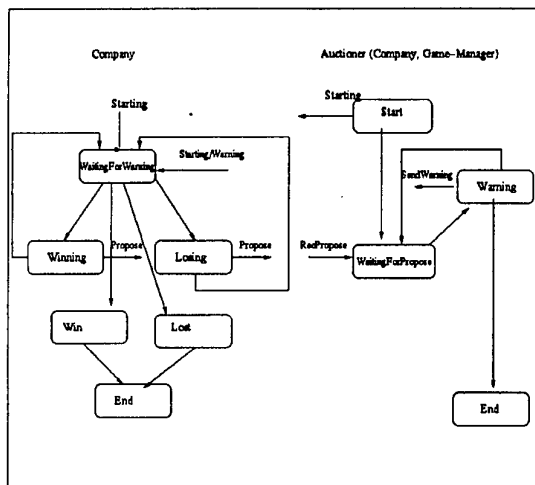 Company
Auctioner (Company, Game-Manager)
Starting
Starting
Start
WaitingForWarning
Starting/Warning
SendWarning
Warning
Winning
Propose
Losing
Propose
RecPropose
WaitingForPropose
Win
Lost
End
End